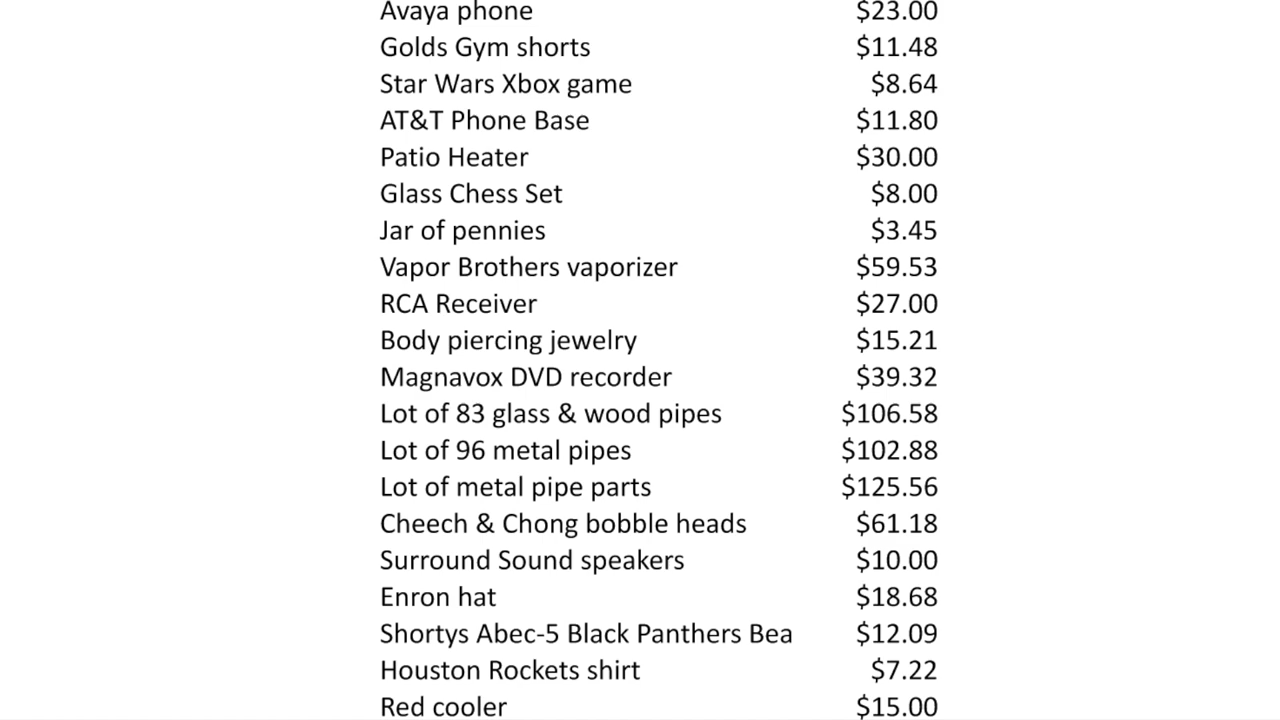 Avaya phone $23.00
Golds Gym shorts $11.48
Star Wars Xbox game $8.64
AT&T Phone Base $11.80
Patio Heater $30.00
Glass Chess Set $8.00
Jar of pennies $3.45
Vapor Brothers vaporizer $59.53
RCA Receiver $27.00
Body piercing jewelry $15.21
Magnavox DVD recorder $39.32
Lot of 83 glass & wood pipes $106.58
Lot of 96 metal pipes $102.88
Lot of metal pipe parts $125.56
Cheech & Chong bobble heads $61.18
Surround Sound speakers $10.00
Enron hat $18.68
Shortys Abec-5 Black Panthers Bea $12.09
Houston Rockets shirt $7.22
Red cooler $15.00